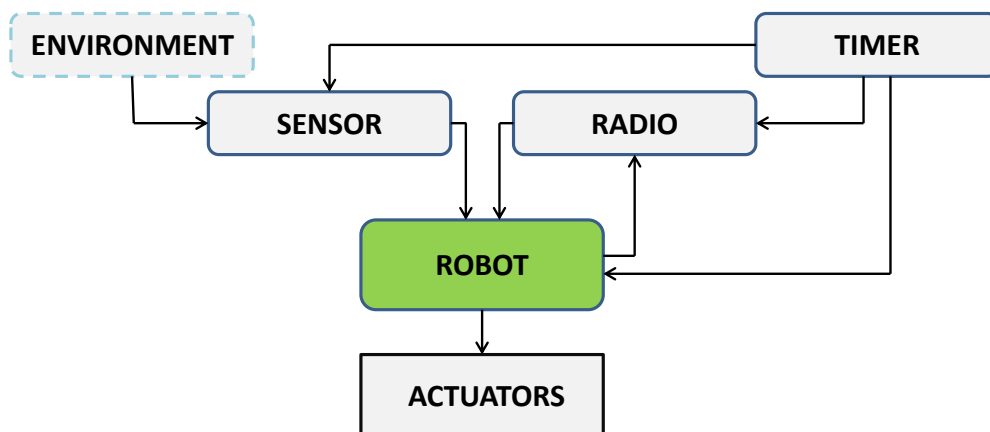 ENVIRONMENT
TIMER
SENSOR
RADIO
ROBOT
ACTUATORS